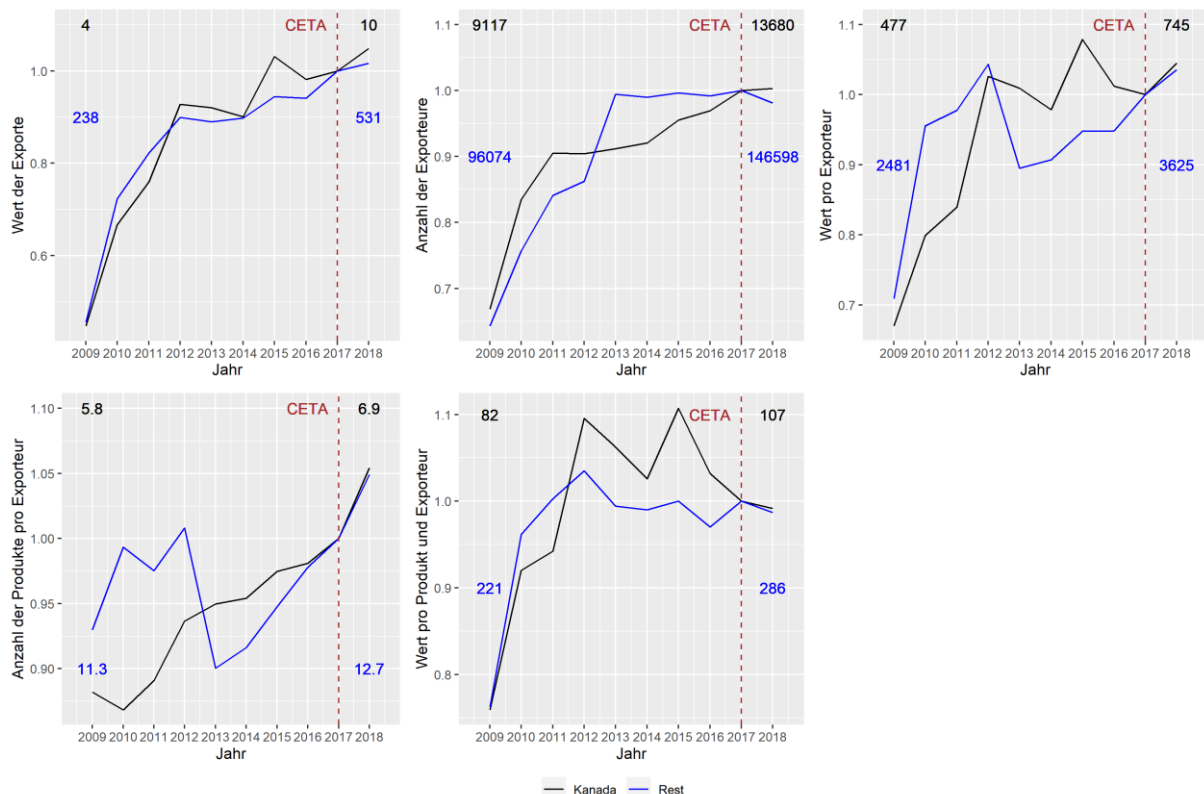 Wert der Exporte
4
CETA
10
238
531
1.0
0.8
0.6
2009 2010 2011 2012 2013 2014 2015 2016 2017 2018
Jahr
Anzahl der Exporteure
9117
CETA
13680
96074
146598
1.1
1.0
0.9
0.8
0.7
2009 2010 2011 2012 2013 2014 2015 2016 2017 2018
Jahr
Wert pro Exporteur
477
CETA
745
2481
3625
1.1
1.0
0.9
0.8
0.7
2009 2010 2011 2012 2013 2014 2015 2016 2017 2018
Jahr
Anzahl der Produkte pro Exporteur
5.8
CETA
6.9
11.3
12.7
1.10
1.05
1.00
0.95
0.90
2009 2010 2011 2012 2013 2014 2015 2016 2017 2018
Jahr
Wert pro Produkt und Exporteur
82
CETA
107
221
286
1.1
1.0
0.9
0.8
2009 2010 2011 2012 2013 2014 2015 2016 2017 2018
Jahr
Kanada Rest